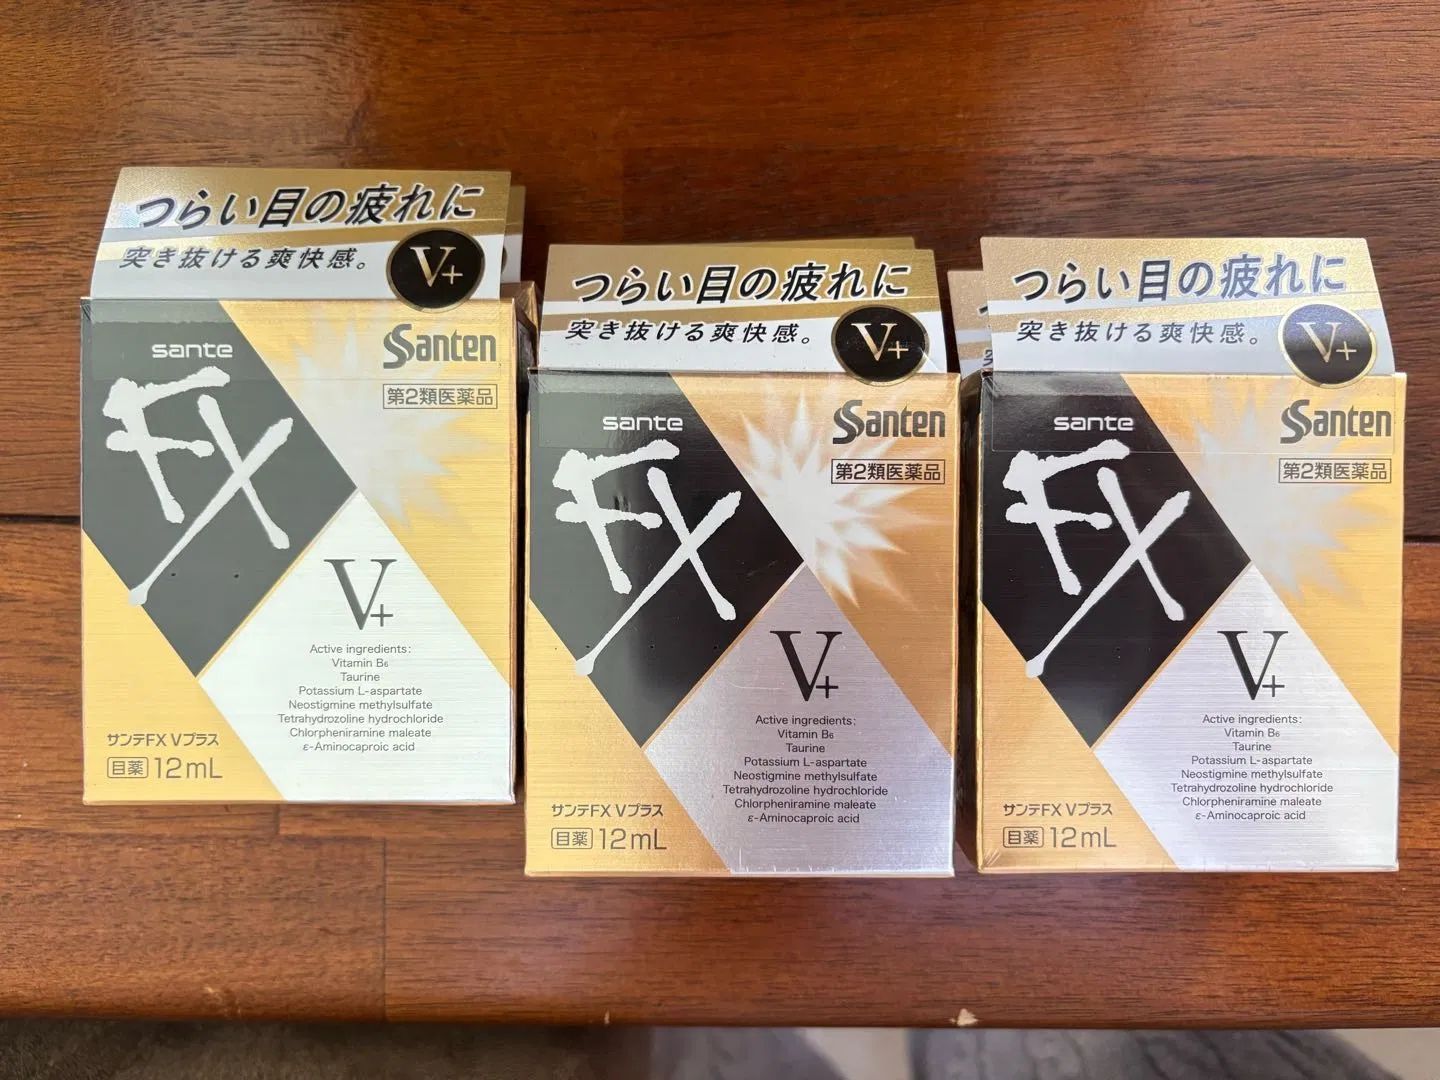 つらい目の疲れに
突き抜ける爽快感。
V+
sante
FX
Santen
第2類医薬品
V+
Active ingredients:
Vitamin B₆
Taurine
Potassium L-aspartate
Neostigmine methylsulfate
Tetrahydrozoline hydrochloride
Chlorpheniramine maleate
ε-Aminocaproic acid
サンテFX Vプラス
目薬 12mL
つらい目の疲れに
突き抜ける爽快感。
V+
sante
FX
Santen
第2類医薬品
V+
Active ingredients:
Vitamin B₆
Taurine
Potassium L-aspartate
Neostigmine methylsulfate
Tetrahydrozoline hydrochloride
Chlorpheniramine maleate
ε-Aminocaproic acid
サンテFX Vプラス
目薬 12mL
つらい目の疲れに
突き抜ける爽快感。
V+
sante
FX
Santen
第2類医薬品
V+
Active ingredients:
Vitamin B₆
Taurine
Potassium L-aspartate
Neostigmine methylsulfate
Tetrahydrozoline hydrochloride
Chlorpheniramine maleate
ε-Aminocaproic acid
サンテFX Vプラス
目薬 12mL